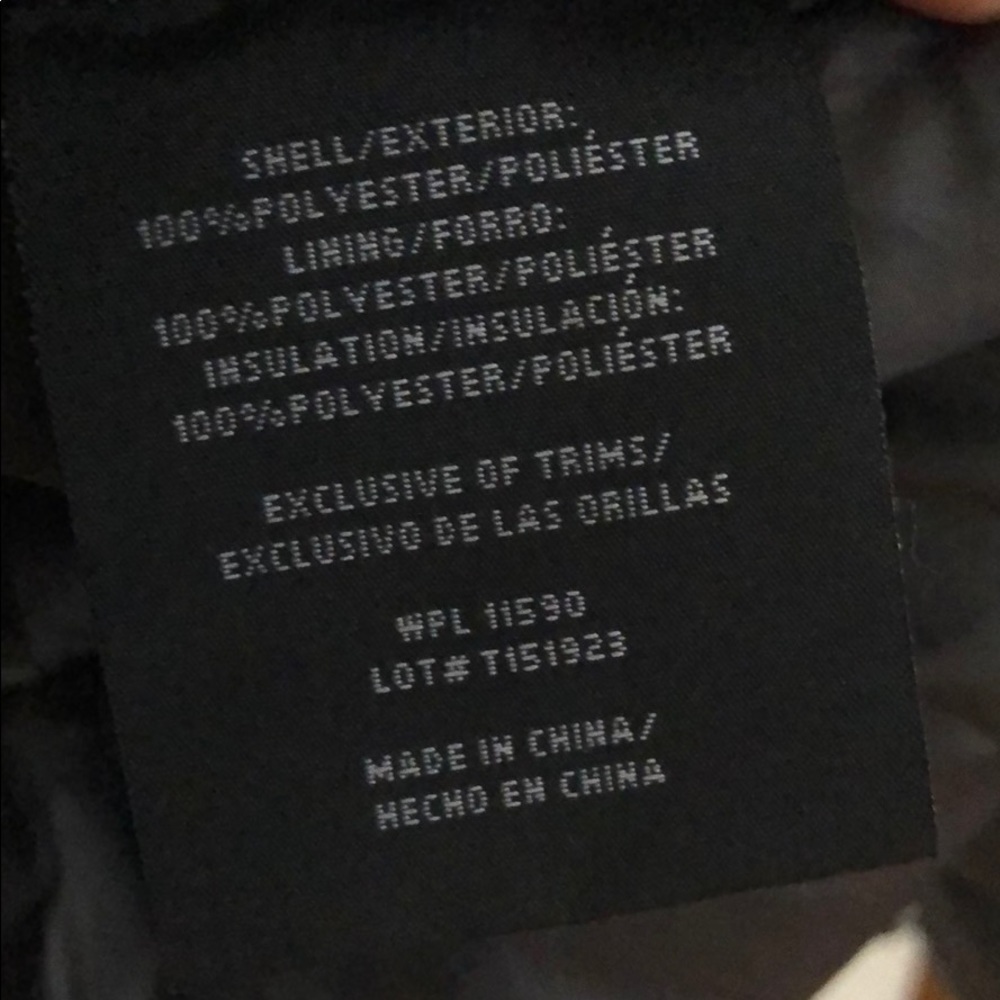 SHELL/EXTERIOR:
100%POLYESTER/POLIÉSTER
LINING/FORRO:
100%POLYESTER/POLIÉSTER
INSULATION/INSULACIÓN:
100%POLYESTER/POLIÉSTER
EXCLUSIVE OF TRIMS/
EXCLUSIVO DE LAS ORILLAS
WPL 11590
LOT# T151923
MADE IN CHINA/
HECHO EN CHINA